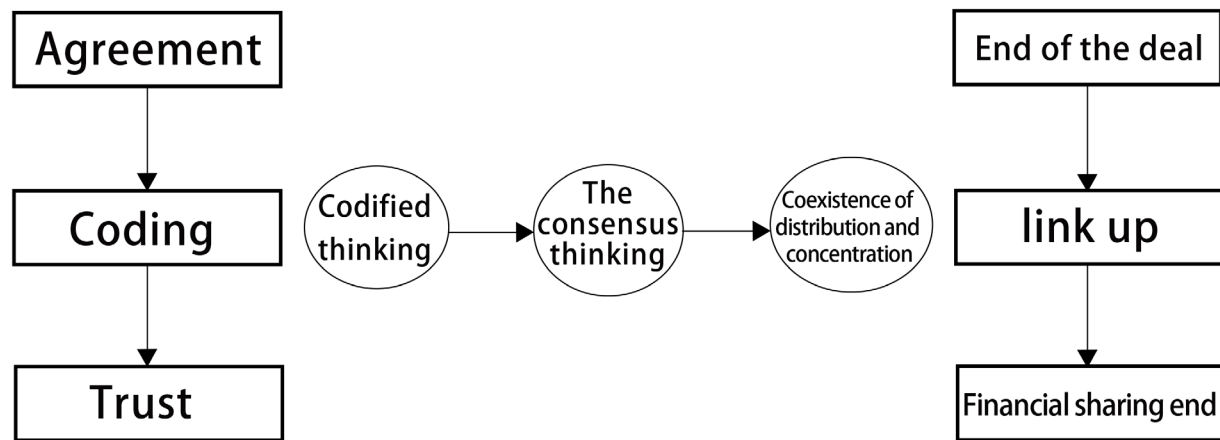 Agreement
Coding
Trust
Codified
thinking
The
consensus
thinking
Coexistence of
distribution and
concentration
End of the deal
link up
Financial sharing end